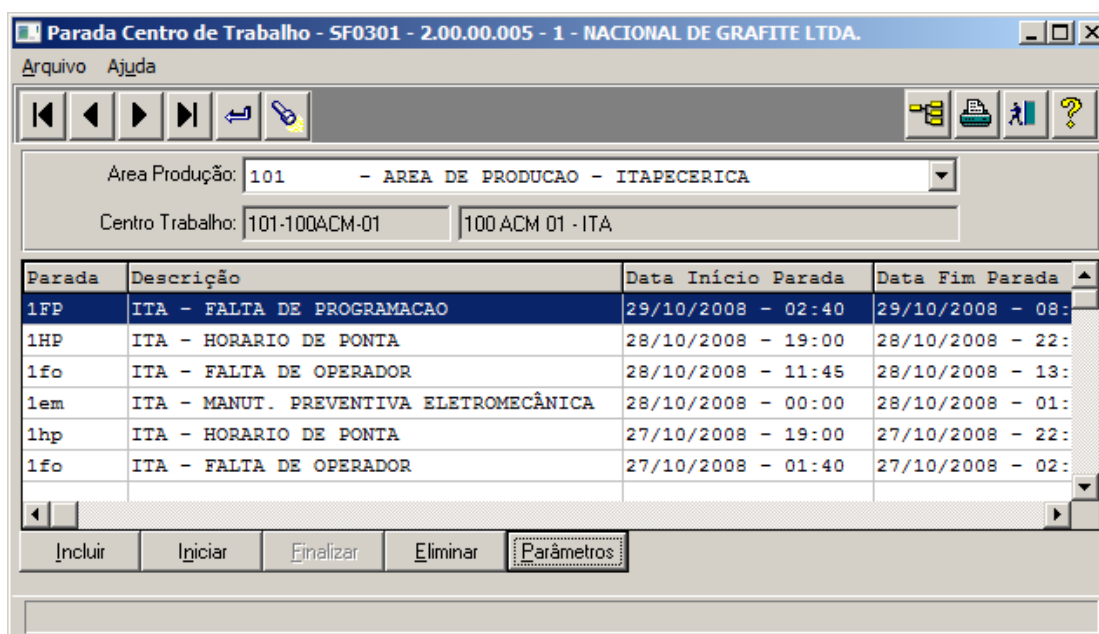 Parada Centro de Trabalho - SF0301 - 2.00.00.005 - 1 - NACIONAL DE GRAFITE LTDA.
Arquivo Ajuda
Area Produção: 101 - AREA DE PRODUCAO - ITAPECERICA
Centro Trabalho: 101-100ACM-01 100 ACM 01 - ITA
Parada Descrição Data Início Parada Data Fim Parada
1FP ITA - FALTA DE PROGRAMACAO 29/10/2008 - 02:40 29/10/2008 - 08:
1HP ITA - HORARIO DE PONTA 28/10/2008 - 19:00 28/10/2008 - 22:
1fo ITA - FALTA DE OPERADOR 28/10/2008 - 11:45 28/10/2008 - 13:
1em ITA - MANUT. PREVENTIVA ELETROMECÂNICA 28/10/2008 - 00:00 28/10/2008 - 01:
1hp ITA - HORARIO DE PONTA 27/10/2008 - 19:00 27/10/2008 - 22:
1fo ITA - FALTA DE OPERADOR 27/10/2008 - 01:40 27/10/2008 - 02:
Incluir Iniciar Finalizar Eliminar Parâmetros